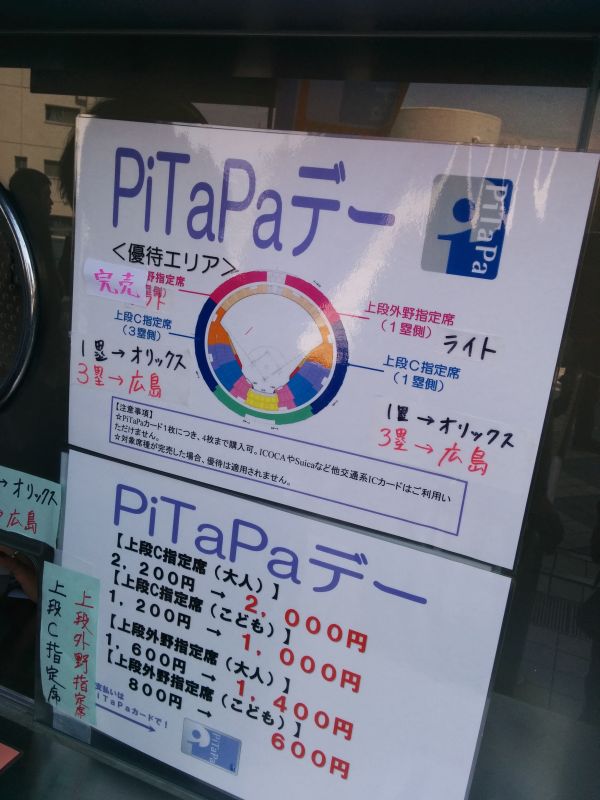 PiTaPaデー
PiTaPa
＜優待エリア＞
完売
野指定席
側）
上段C指定席
（3塁側）
1塁→オリックス
3塁→広島
上段外野指定席
（1塁側）
ライト
上段C指定席
（1塁側）
1塁→オリックス
3塁→広島
【注意事項】
☆PiTaPaカード1枚につき、4枚まで購入可。ICOCAやSuicaなど他交通系ICカードはご利用い
ただけません。
☆対象席種が完売した場合、優待は適用されません。
→オリックス
広島
上段外野指定席
上段C指定席
PiTaPaデー
【上段C指定席（大人）】
2，200円 → 2，000円
【上段C指定席（こども）】
1，200円 → 1，000円
【上段外野指定席（大人）】
1，600円 → 1，400円
【上段外野指定席（こども）】
800円 → 600円
支払いは
iTaPaカードで！
PiTaPa